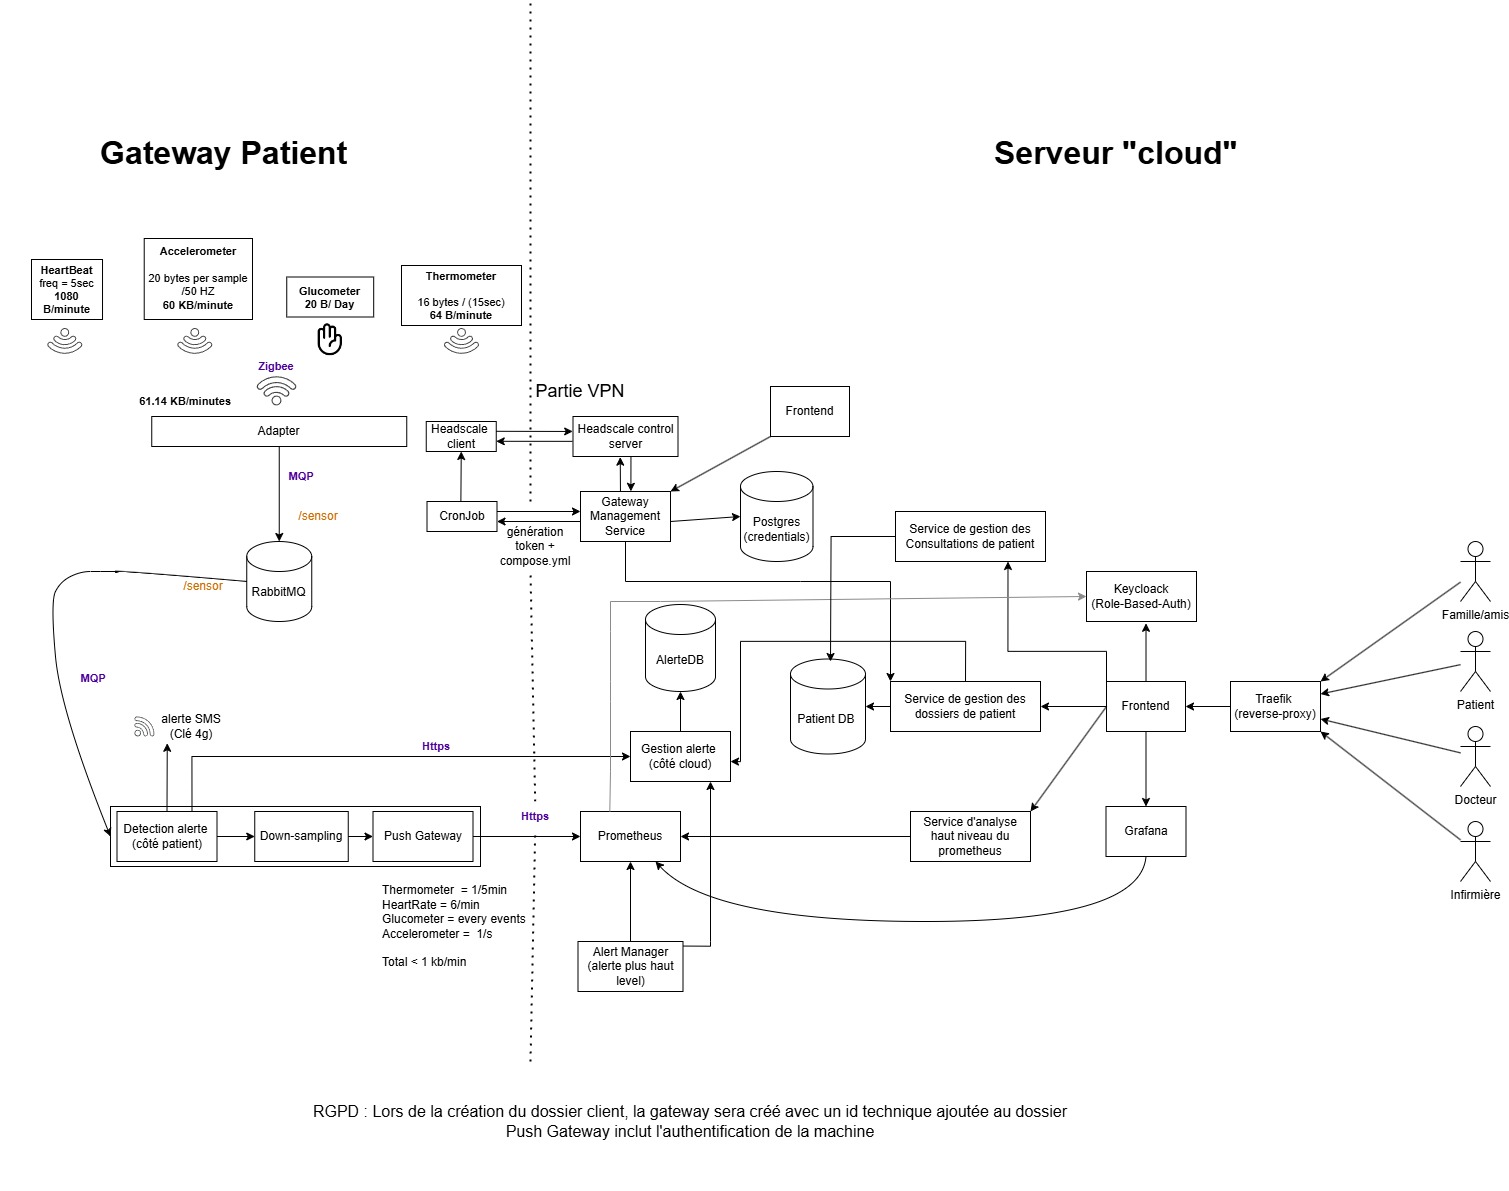 Gateway Patient
Serveur "cloud"
HeartBeat
freq = 5sec
1080
B/minute
Accelerometer
20 bytes per sample
/50 HZ
60 KB/minute
Glucometer
20 B/ Day
Thermometer
16 bytes / (15sec)
64 B/minute
Zigbee
61.14 KB/minutes
Adapter
MQP
/sensor
RabbitMQ
/sensor
MQP
Partie VPN
Headscale
client
Headscale control
server
Frontend
CronJob
Gateway
Management
Service
génération
token +
compose.yml
Postgres
(credentials)
Service de gestion des
Consultations de patient
Keycloack
(Role-Based-Auth)
AlerteDB
Patient DB
Service de gestion des
dossiers de patient
Frontend
Traefik
(reverse-proxy)
Famille/amis
Patient
Docteur
Infirmière
alerte SMS
(Clé 4g)
Https
Gestion alerte
(côté cloud)
Detection alerte
(côté patient)
Down-sampling
Push Gateway
Https
Prometheus
Service d'analyse
haut niveau du
prometheus
Grafana
Thermometer = 1/5min
HeartRate = 6/min
Glucometer = every events
Accelerometer = 1/s
Total < 1 kb/min
Alert Manager
(alerte plus haut
level)
RGPD : Lors de la création du dossier client, la gateway sera créé avec un id technique ajoutée au dossier
Push Gateway inclut l'authentification de la machine